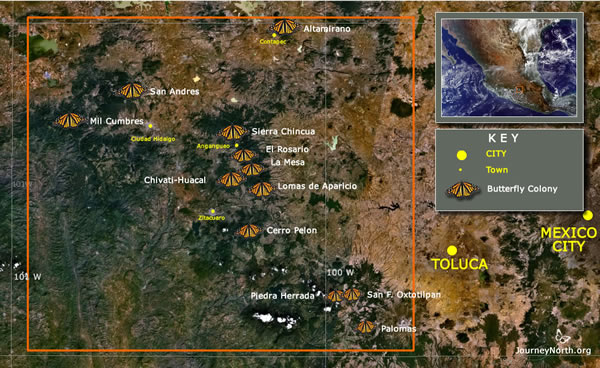 Altamirano
Contepec
San Andres
Mil Cumbres
Ciudad Hidalgo
Sierra Chincua
Angangueo
El Rosario
La Mesa
Chivati-Huacal
Lomas de Aparicio
Zitacuaro
Cerro Pelon
101 W
100 W
Piedra Herrada
San F. Oxtotilpan
Palomas
KEY
CITY
Town
Butterfly Colony
MEXICO
CITY
TOLUCA
JourneyNorth.org